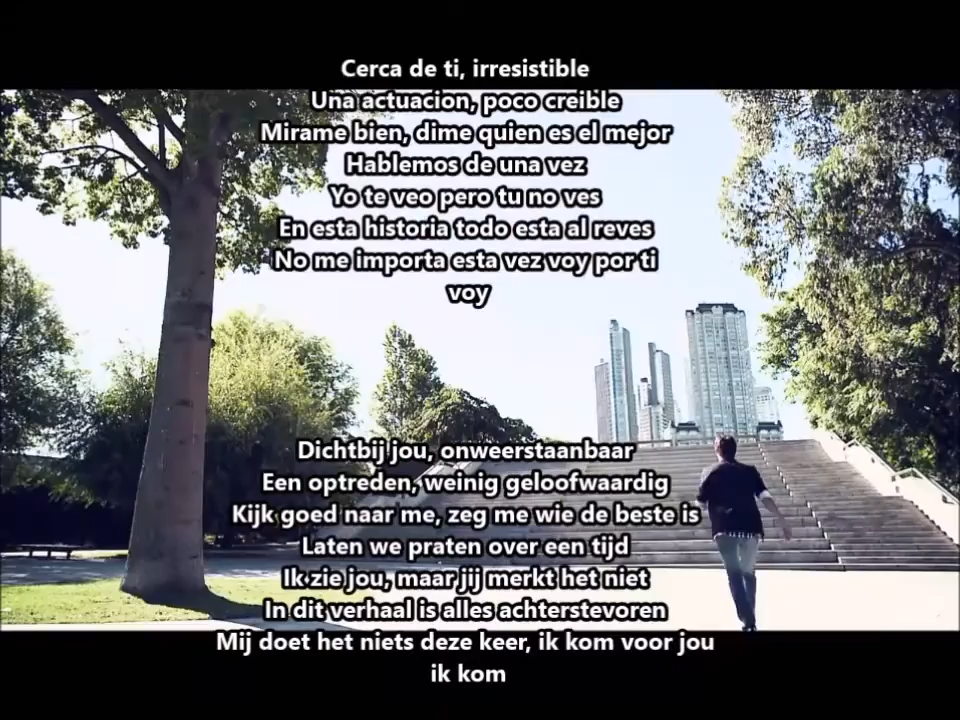 Cerca de ti, irresistible
Una actuacion, poco creible
Mirame bien, dime quien es el mejor
Hablemos de una vez
Yo te veo pero tu no ves
En esta historia todo esta al reves
No me importa esta vez voy por ti
voy
Dichtbij jou, onweerstaanbaar
Een optreden, weinig geloofwaardig
Kijk goed naar me, zeg me wie de beste is
Laten we praten over een tijd
Ik zie jou, maar jij merkt het niet
In dit verhaal is alles achterstevoren
Mij doet het niets deze keer, ik kom voor jou
ik kom